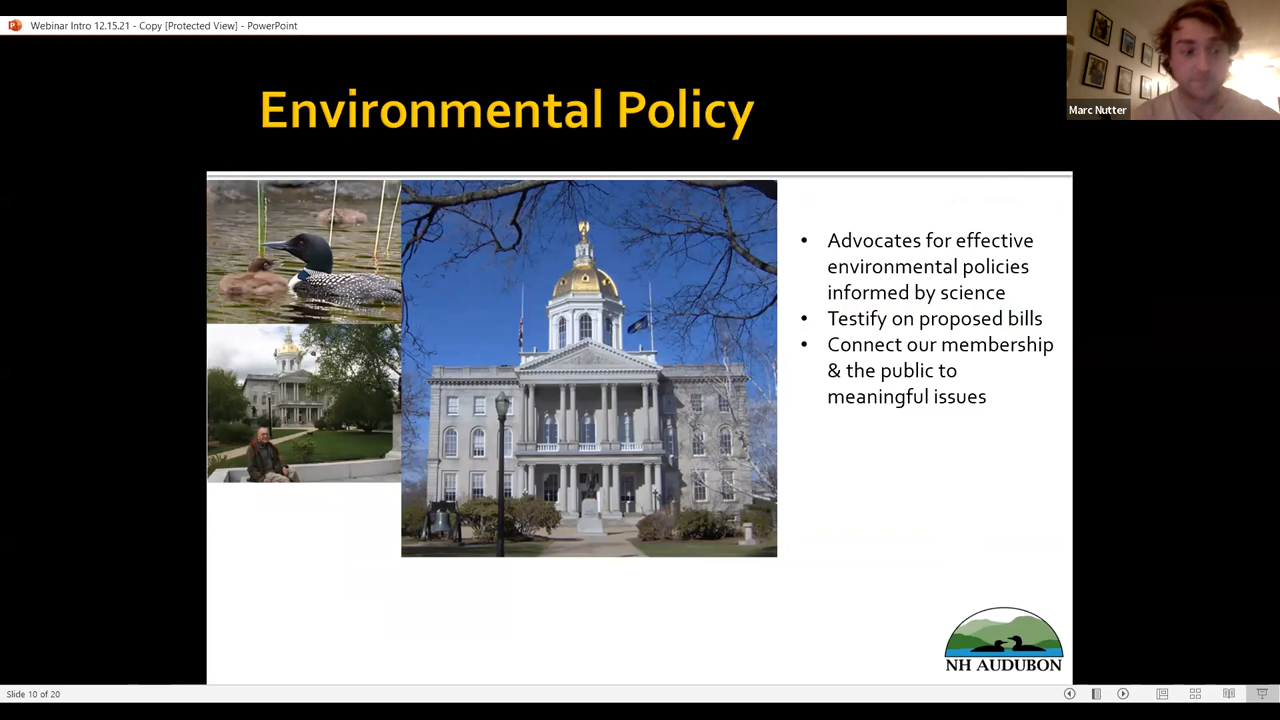 Webinar Intro 12.15.21 - Copy [Protected View] - PowerPoint
Marc Nutter
Environmental Policy
• Advocates for effective
environmental policies
informed by science
• Testify on proposed bills
• Connect our membership
& the public to
meaningful issues
NH AUDUBON
Slide 10 of 20